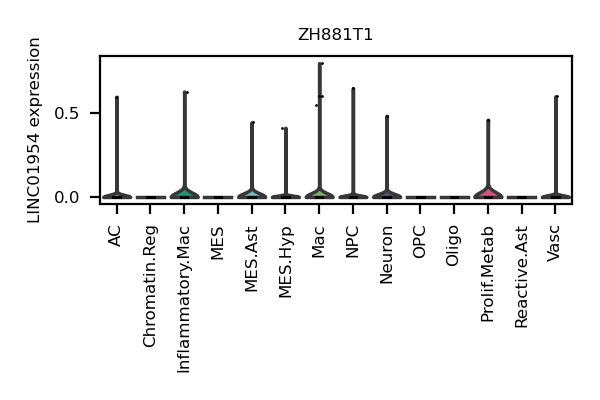 ZH881T1
LINC01954 expression
0.5
0.0
AC
Chromatin.Reg
Inflammatory.Mac
MES
MES.Ast
MES.Hyp
Mac
NPC
Neuron
OPC
Oligo
Prolif.Metab
Reactive.Ast
Vasc